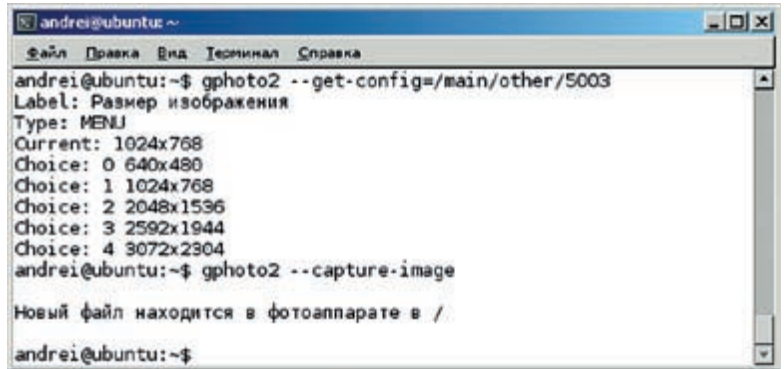 andrei@ubuntu: ~
Файл Правка Вид Терминал Справка
andrei@ubuntu:~$ gphoto2 --get-config=/main/other/5003
Label: Размер изображения
Type: MENU
Current: 1024x768
Choice: 0 640x480
Choice: 1 1024x768
Choice: 2 2048x1536
Choice: 3 2592x1944
Choice: 4 3072x2304
andrei@ubuntu:~$ gphoto2 --capture-image
Новый файл находится в фотоаппарате в /
andrei@ubuntu:~$